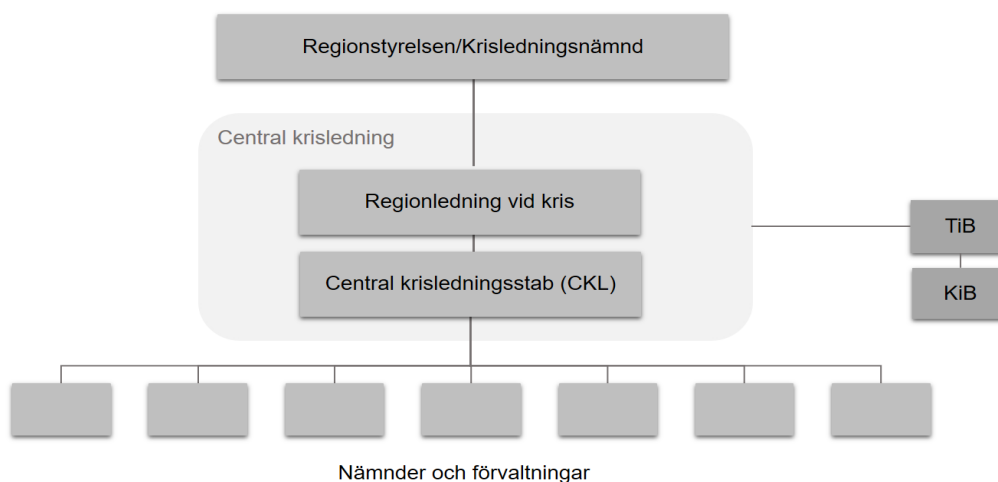 Regionstyrelsen/Krisledningsnämnd
Central krisledning
Regionledning vid kris
Central krisledningsstab (CKL)
TiB
KiB
Nämnder och förvaltningar